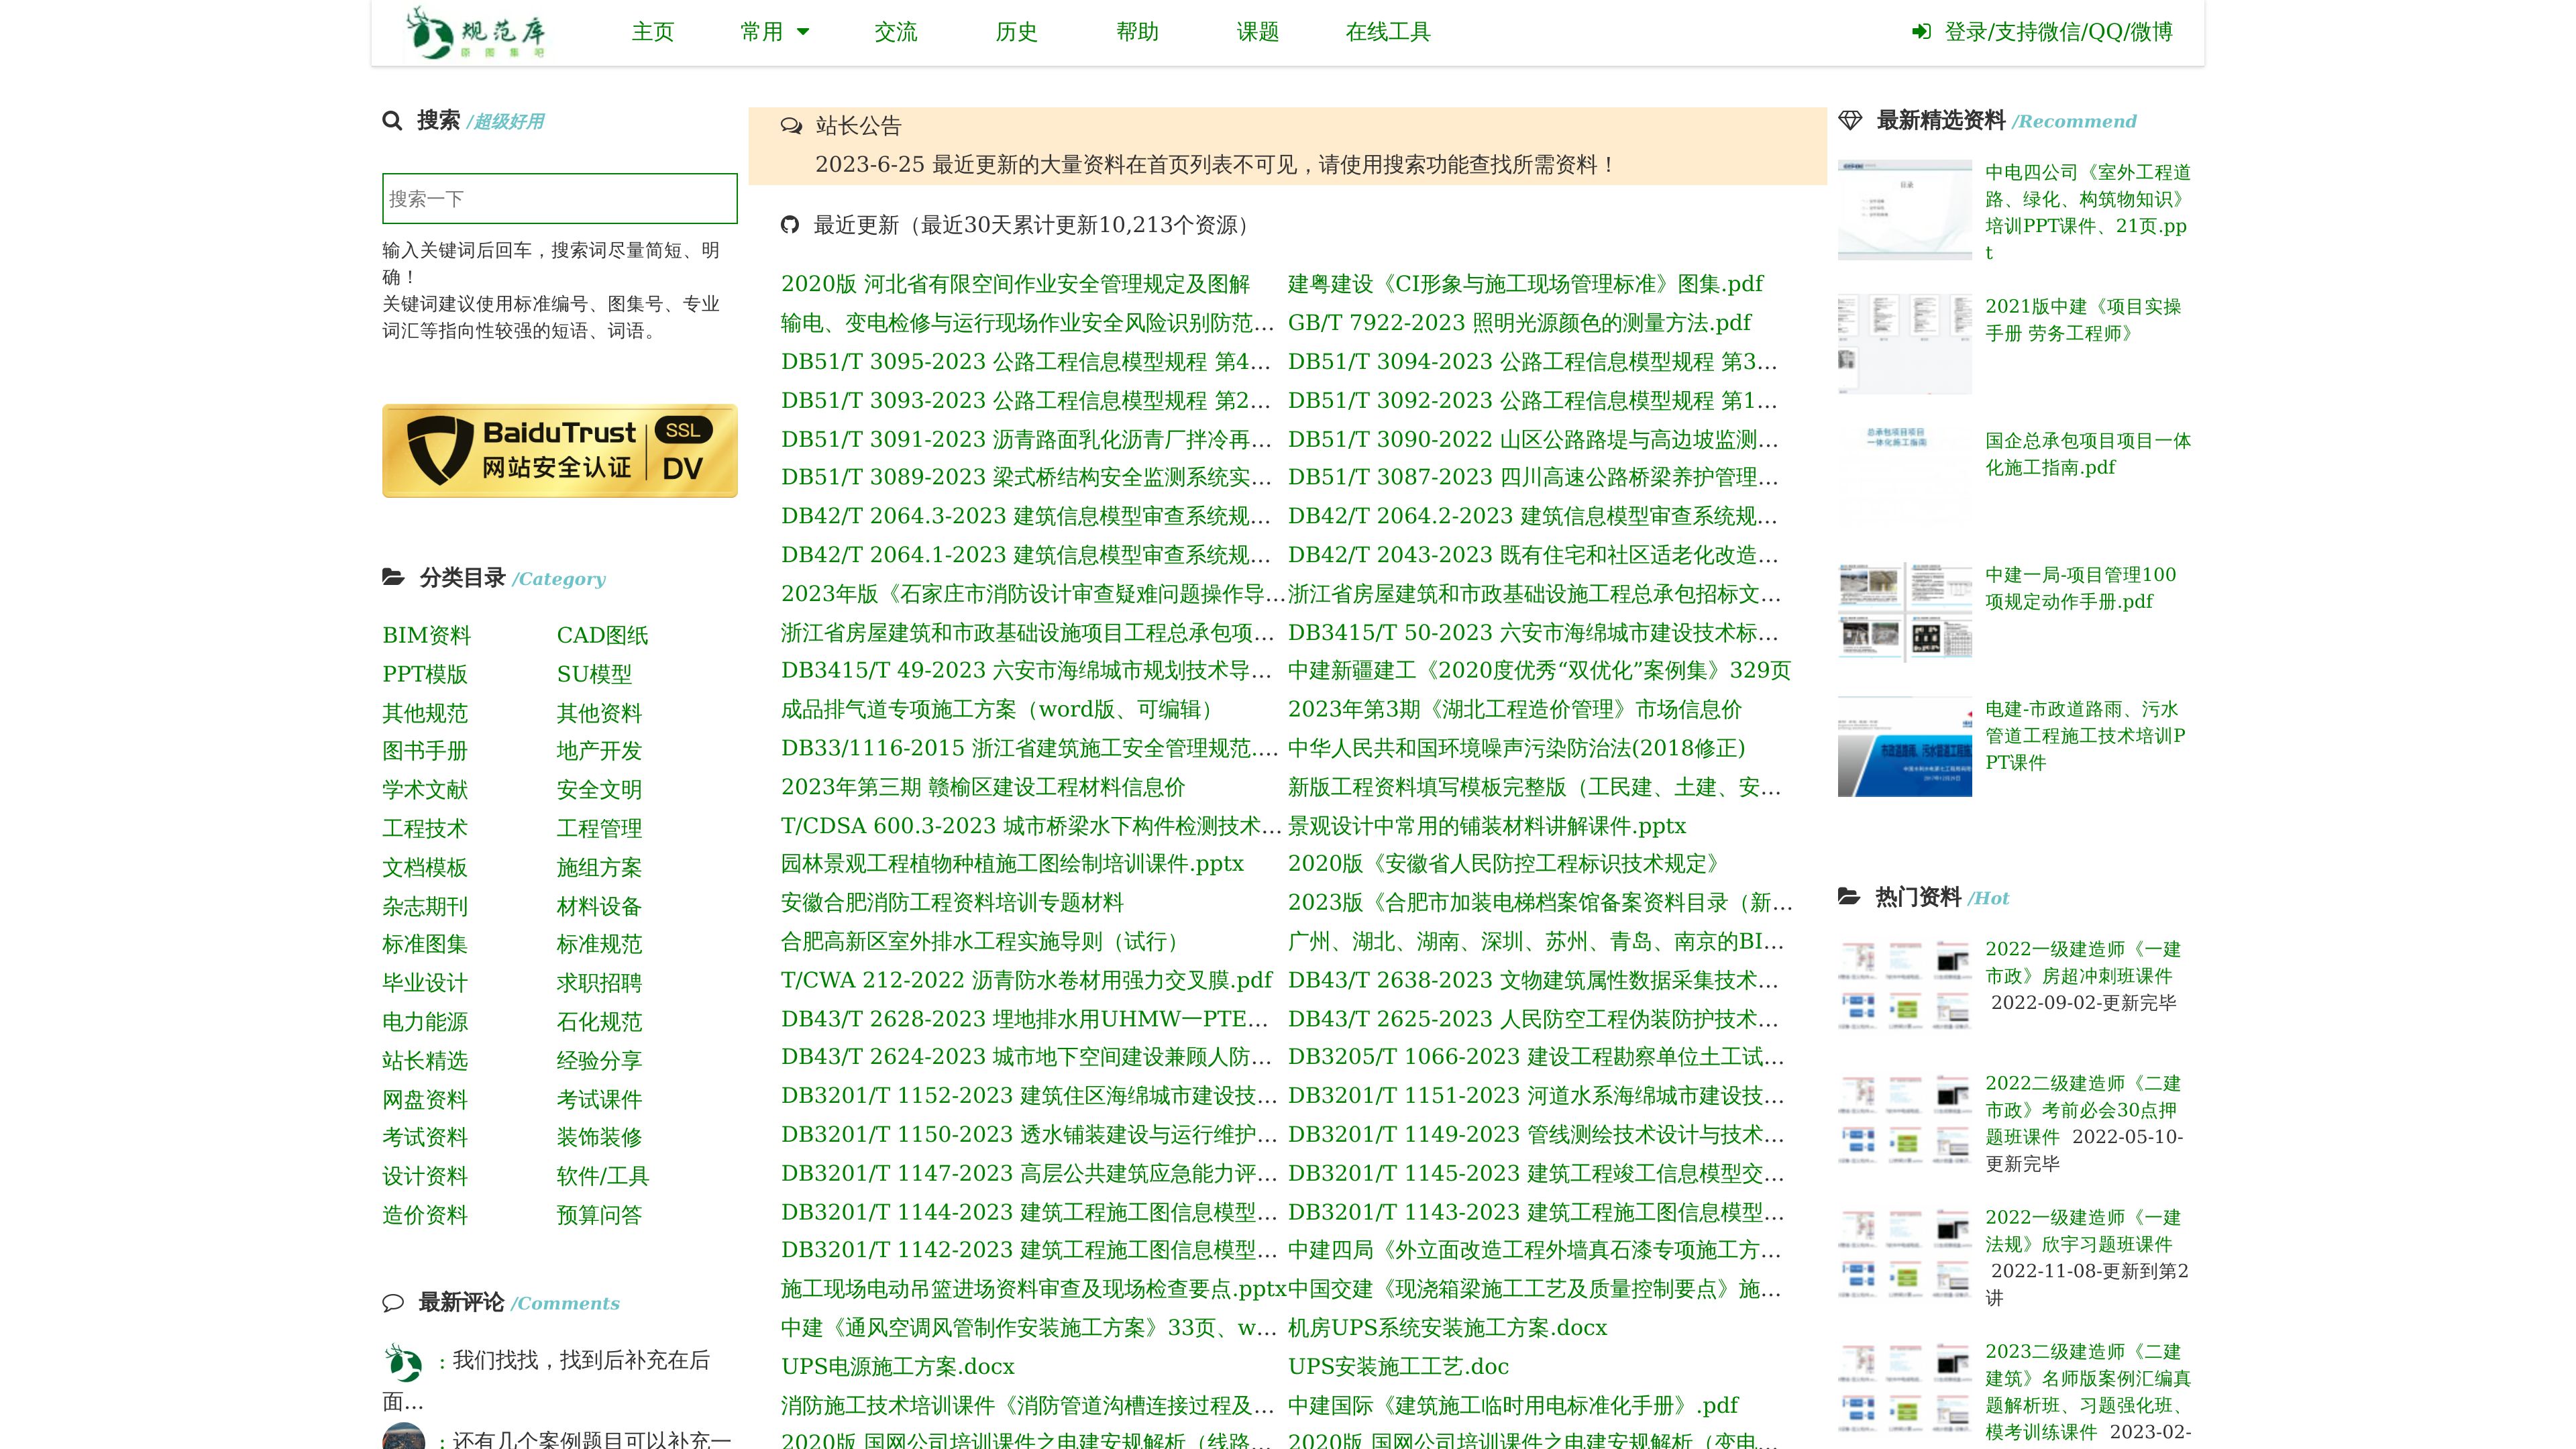 规范库
原图集吧
主页
常用
交流
历史
帮助
课题
在线工具
登录/支持微信/QQ/微博
搜索 /超级好用
搜索一下
输入关键词后回车，搜索词尽量简短、明
确！
关键词建议使用标准编号、图集号、专业
词汇等指向性较强的短语、词语。
BaiduTrust
网站安全认证
SSL
DV
分类目录 /Category
BIM资料 CAD图纸
PPT模版 SU模型
其他规范 其他资料
图书手册 地产开发
学术文献 安全文明
工程技术 工程管理
文档模板 施组方案
杂志期刊 材料设备
标准图集 标准规范
毕业设计 求职招聘
电力能源 石化规范
站长精选 经验分享
网盘资料 考试课件
考试资料 装饰装修
设计资料 软件/工具
造价资料 预算问答
最新评论 /Comments
: 我们找找，找到后补充在后
面...
: 还有几个案例题目可以补充一
站长公告
2023-6-25 最近更新的大量资料在首页列表不可见，请使用搜索功能查找所需资料！
最近更新（最近30天累计更新10,213个资源）
2020版 河北省有限空间作业安全管理规定及图解 建粤建设《CI形象与施工现场管理标准》图集.pdf
输电、变电检修与运行现场作业安全风险识别防范... GB/T 7922-2023 照明光源颜色的测量方法.pdf
DB51/T 3095-2023 公路工程信息模型规程 第4... DB51/T 3094-2023 公路工程信息模型规程 第3...
DB51/T 3093-2023 公路工程信息模型规程 第2... DB51/T 3092-2023 公路工程信息模型规程 第1...
DB51/T 3091-2023 沥青路面乳化沥青厂拌冷再... DB51/T 3090-2022 山区公路路堤与高边坡监测...
DB51/T 3089-2023 梁式桥结构安全监测系统实... DB51/T 3087-2023 四川高速公路桥梁养护管理...
DB42/T 2064.3-2023 建筑信息模型审查系统规... DB42/T 2064.2-2023 建筑信息模型审查系统规...
DB42/T 2064.1-2023 建筑信息模型审查系统规... DB42/T 2043-2023 既有住宅和社区适老化改造...
2023年版《石家庄市消防设计审查疑难问题操作导... 浙江省房屋建筑和市政基础设施工程总承包招标文...
浙江省房屋建筑和市政基础设施项目工程总承包项... DB3415/T 50-2023 六安市海绵城市建设技术标...
DB3415/T 49-2023 六安市海绵城市规划技术导... 中建新疆建工《2020度优秀“双优化”案例集》329页
成品排气道专项施工方案（word版、可编辑） 2023年第3期《湖北工程造价管理》市场信息价
DB33/1116-2015 浙江省建筑施工安全管理规范.... 中华人民共和国环境噪声污染防治法(2018修正)
2023年第三期 赣榆区建设工程材料信息价 新版工程资料填写模板完整版（工民建、土建、安...
T/CDSA 600.3-2023 城市桥梁水下构件检测技术... 景观设计中常用的铺装材料讲解课件.pptx
园林景观工程植物种植施工图绘制培训课件.pptx 2020版《安徽省人民防控工程标识技术规定》
安徽合肥消防工程资料培训专题材料 2023版《合肥市加装电梯档案馆备案资料目录（新...
合肥高新区室外排水工程实施导则（试行） 广州、湖北、湖南、深圳、苏州、青岛、南京的BI...
T/CWA 212-2022 沥青防水卷材用强力交叉膜.pdf DB43/T 2638-2023 文物建筑属性数据采集技术...
DB43/T 2628-2023 埋地排水用UHMW一PTE... DB43/T 2625-2023 人民防空工程伪装防护技术...
DB43/T 2624-2023 城市地下空间建设兼顾人防... DB3205/T 1066-2023 建设工程勘察单位土工试...
DB3201/T 1152-2023 建筑住区海绵城市建设技... DB3201/T 1151-2023 河道水系海绵城市建设技...
DB3201/T 1150-2023 透水铺装建设与运行维护... DB3201/T 1149-2023 管线测绘技术设计与技术...
DB3201/T 1147-2023 高层公共建筑应急能力评... DB3201/T 1145-2023 建筑工程竣工信息模型交...
DB3201/T 1144-2023 建筑工程施工图信息模型... DB3201/T 1143-2023 建筑工程施工图信息模型...
DB3201/T 1142-2023 建筑工程施工图信息模型... 中建四局《外立面改造工程外墙真石漆专项施工方...
施工现场电动吊篮进场资料审查及现场检查要点.pptx 中国交建《现浇箱梁施工工艺及质量控制要点》施...
中建《通风空调风管制作安装施工方案》33页、w... 机房UPS系统安装施工方案.docx
UPS电源施工方案.docx UPS安装施工工艺.doc
消防施工技术培训课件《消防管道沟槽连接过程及... 中建国际《建筑施工临时用电标准化手册》.pdf
2020版 国网公司培训课件之电建安规解析（线路... 2020版 国网公司培训课件之电建安规解析（变电...
最新精选资料 /Recommend
目录
中电四公司《室外工程道
路、绿化、构筑物知识》
培训PPT课件、21页.pp
t
2021版中建《项目实操
手册 劳务工程师》
总承包项目项目
一体化施工指南
国企总承包项目项目一体
化施工指南.pdf
中建一局-项目管理100
项规定动作手册.pdf
电建-市政道路雨、污水
管道工程施工技术培训P
PT课件
热门资料 /Hot
2022一级建造师《一建
市政》房超冲刺班课件
2022-09-02-更新完毕
2022二级建造师《二建
市政》考前必会30点押
题班课件 2022-05-10-
更新完毕
2022一级建造师《一建
法规》欣宇习题班课件
2022-11-08-更新到第2
讲
2023二级建造师《二建
建筑》名师版案例汇编真
题解析班、习题强化班、
模考训练课件 2023-02-